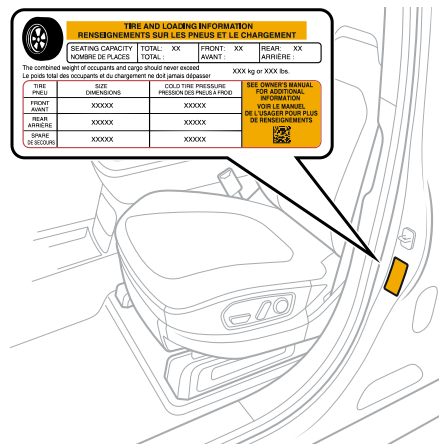 TIRE AND LOADING INFORMATION
RENSEIGNEMENTS SUR LES PNEUS ET LE CHARGEMENT
SEATING CAPACITY TOTAL: XX FRONT: XX REAR: XX
NOMBRE DE PLACES TOTAL : AVANT : ARRIÈRE :
The combined weight of occupants and cargo should never exceed XXX kg or XXX lbs.
Le poids total des occupants et du chargement ne doit jamais dépasser
TIRE SIZE COLD TIRE PRESSURE
PNEU DIMENSIONS PRESSION DES PNEUS À FROID
FRONT XXXXX XXXXX
AVANT
REAR XXXXX XXXXX
ARRIÈRE
SPARE XXXXX XXXXX
DE SECOURS
SEE OWNER'S MANUAL
FOR ADDITIONAL
INFORMATION
VOIR LE MANUEL
DE L'USAGER POUR PLUS
DE RENSEIGNEMENTS